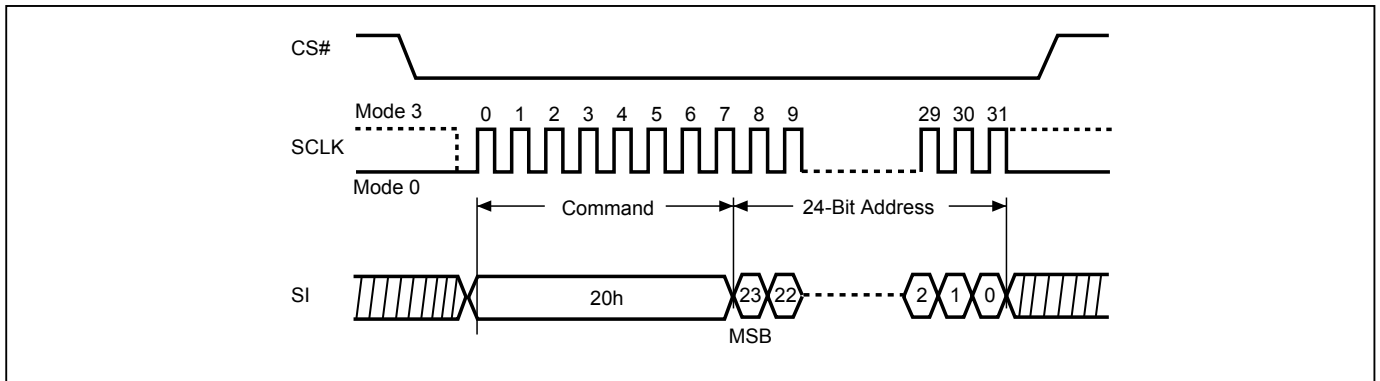 CS#
Mode 3
0 1 2 3 4 5 6 7 8 9 29 30 31
SCLK
Mode 0
Command 24-Bit Address
SI 20h 23 22 2 1 0
MSB